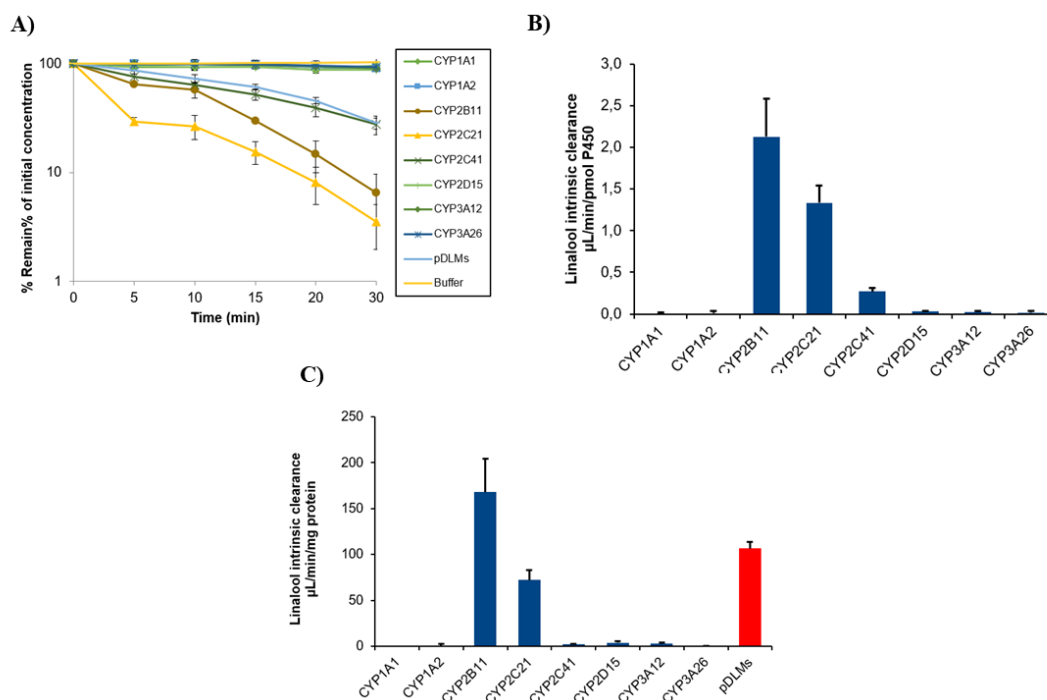 A)
100
10
1
0
5
10
15
20
30
% Remain% of initial concentration
Time (min)
CYP1A1
CYP1A2
CYP2B11
CYP2C21
CYP2C41
CYP2D15
CYP3A12
CYP3A26
pDLMs
Buffer
B)
Linalool intrinsic clearance
µL/min/pmol P450
3,0
2,5
2,0
1,5
1,0
0,5
0,0
CYP1A1
CYP1A2
CYP2B11
CYP2C21
CYP2C41
CYP2D15
CYP3A12
CYP3A26
C)
Linalool intrinsic clearance
µL/min/mg protein
250
200
150
100
50
0
CYP1A1
CYP1A2
CYP2B11
CYP2C21
CYP2C41
CYP2D15
CYP3A12
CYP3A26
pDLMs